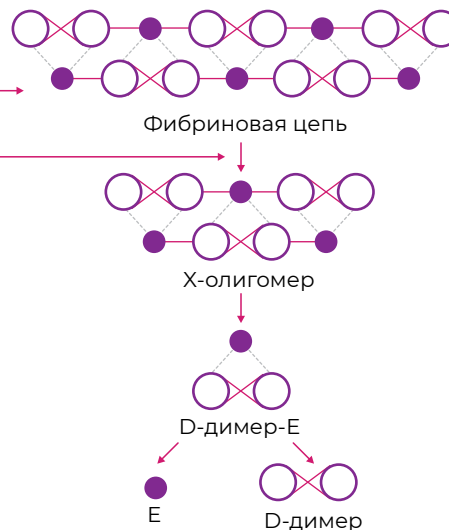 Фибриновая цепь
Х-олигомер
D-димер-Е
Е
D-димер